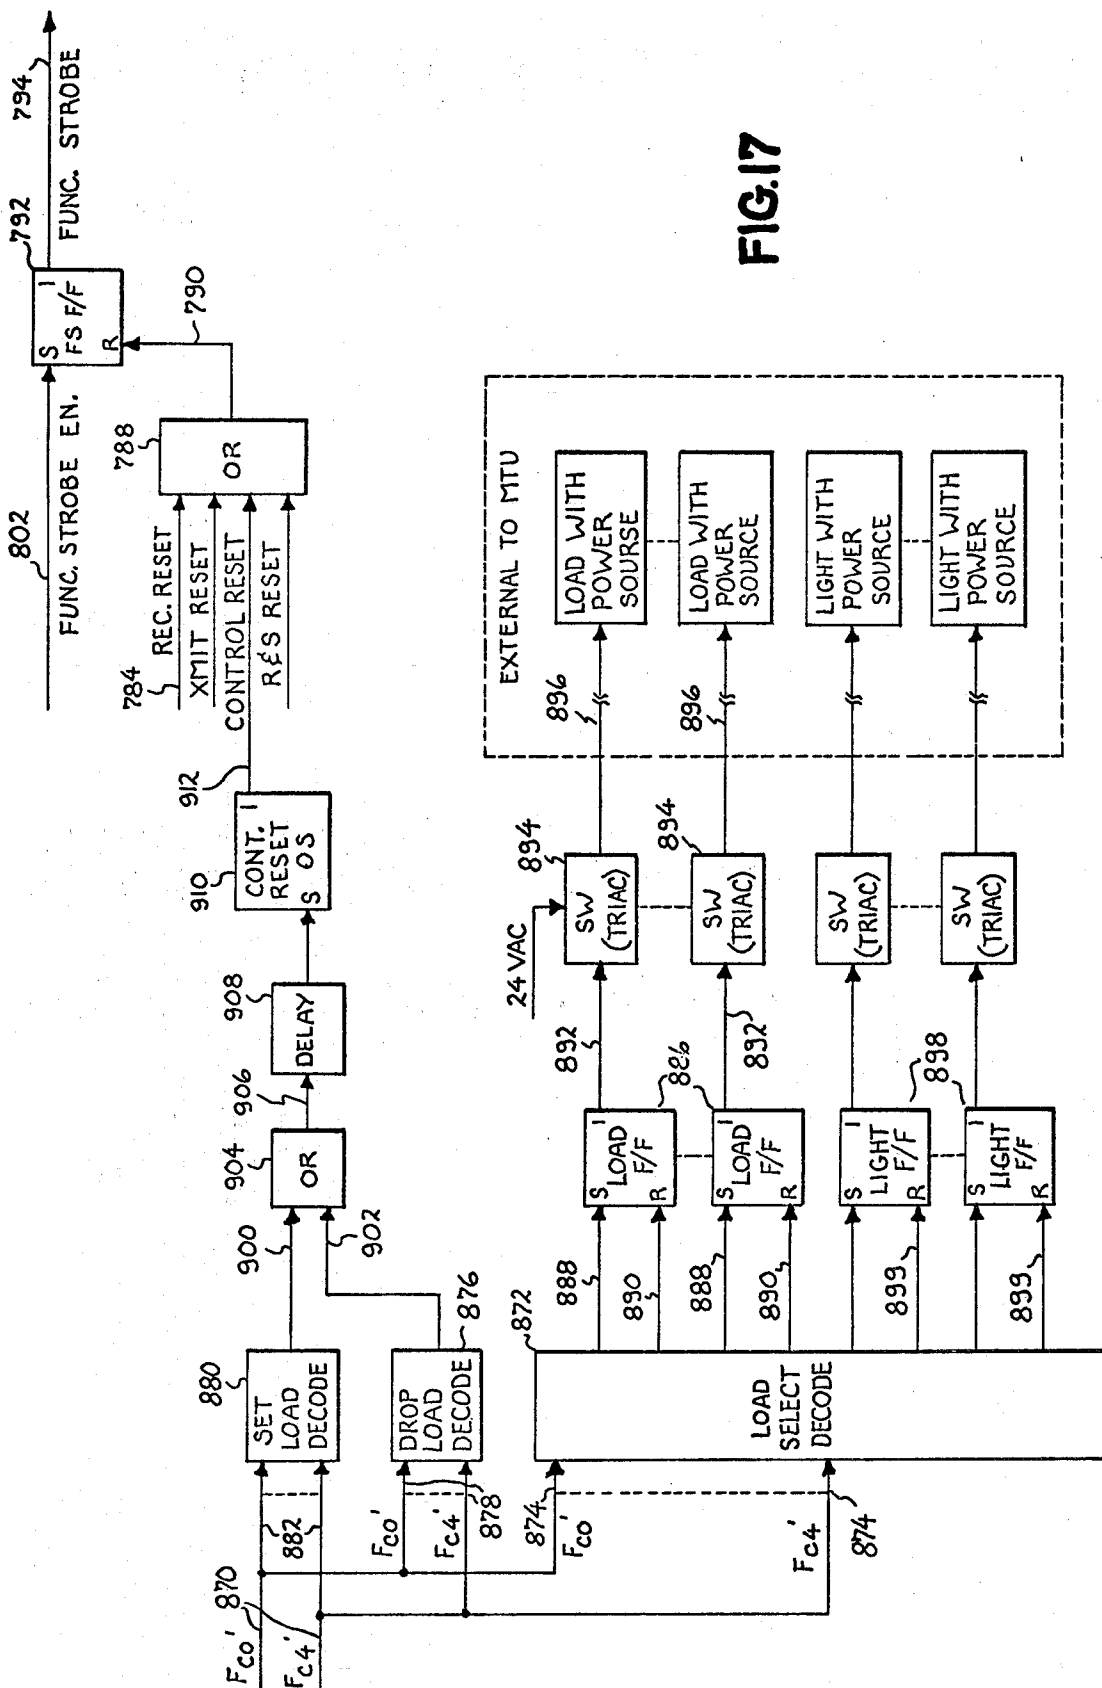 802
FUNC. STROBE EN.
S
1
FS F/F
R
792
794
FUNC. STROBE
790
784
REC. RESET
XMIT RESET
CONTROL RESET
R&S RESET
788
OR
912
910
CONT.
RESET
OS
S
1
908
DELAY
906
904
OR
900
902
880
SET
LOAD
DECODE
876
DROP
LOAD
DECODE
882
870
Fc0'
Fc4'
Fc0'
Fc4'
878
874
Fc0'
Fc4'
874
872
LOAD
SELECT
DECODE
888
890
888
890
899
899
S
1
LOAD
F/F
R
886
S
1
LOAD
F/F
R
S
1
LIGHT
F/F
R
898
S
1
LIGHT
F/F
R
892
892
24 VAC
894
SW
(TRIAC)
894
SW
(TRIAC)
SW
(TRIAC)
SW
(TRIAC)
896
896
EXTERNAL TO MTU
LOAD WITH
POWER
SOURSE
LOAD WITH
POWER
SOURCE
LIGHT WITH
POWER
SOURCE
LIGHT WITH
POWER
SOURCE
FIG.17